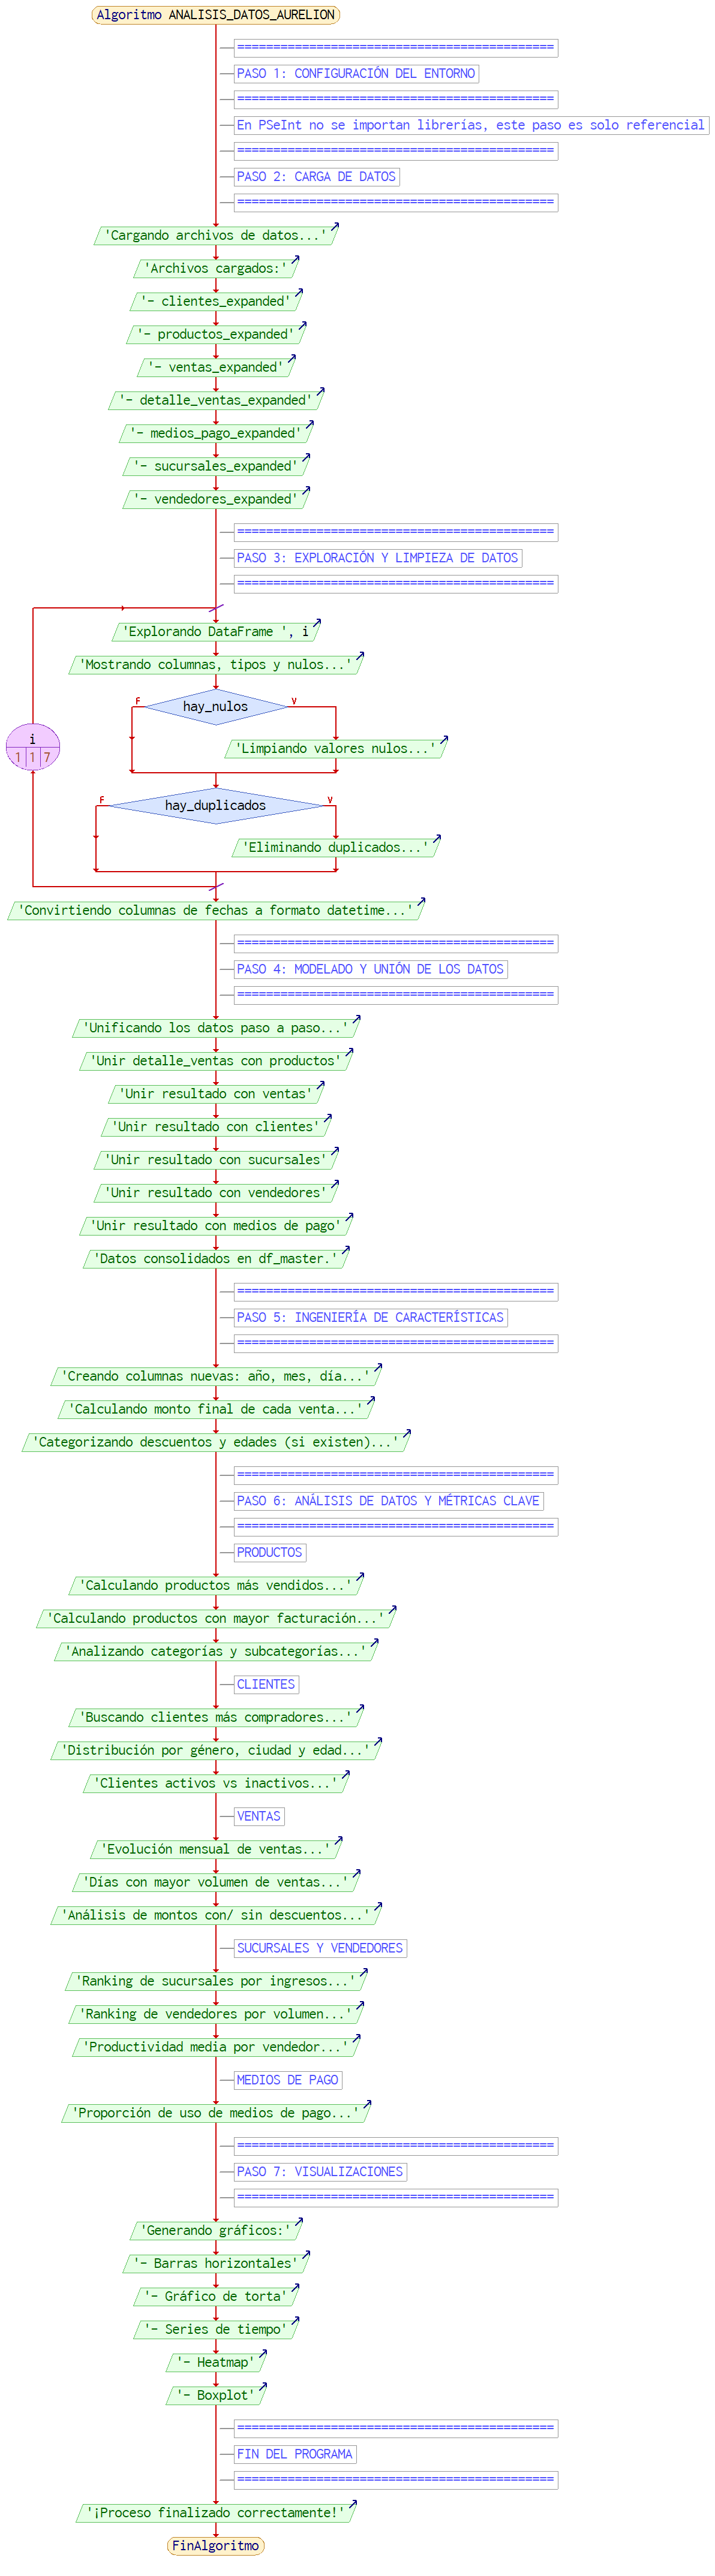 Algoritmo ANALISIS_DATOS_AURELION
============================================
PASO 1: CONFIGURACIÓN DEL ENTORNO
============================================
En PSeInt no se importan librerías, este paso es solo referencial
============================================
PASO 2: CARGA DE DATOS
============================================
'Cargando archivos de datos...'
'Archivos cargados:'
'- clientes_expanded'
'- productos_expanded'
'- ventas_expanded'
'- detalle_ventas_expanded'
'- medios_pago_expanded'
'- sucursales_expanded'
'- vendedores_expanded'
============================================
PASO 3: EXPLORACIÓN Y LIMPIEZA DE DATOS
============================================
'Explorando DataFrame ', i
'Mostrando columnas, tipos y nulos...'
F
hay_nulos
V
i
1 1 7
'Limpiando valores nulos...'
F
hay_duplicados
V
'Eliminando duplicados...'
'Convirtiendo columnas de fechas a formato datetime...'
============================================
PASO 4: MODELADO Y UNIÓN DE LOS DATOS
============================================
'Unificando los datos paso a paso...'
'Unir detalle_ventas con productos'
'Unir resultado con ventas'
'Unir resultado con clientes'
'Unir resultado con sucursales'
'Unir resultado con vendedores'
'Unir resultado con medios de pago'
'Datos consolidados en df_master.'
============================================
PASO 5: INGENIERÍA DE CARACTERÍSTICAS
============================================
'Creando columnas nuevas: año, mes, día...'
'Calculando monto final de cada venta...'
'Categorizando descuentos y edades (si existen)...'
============================================
PASO 6: ANÁLISIS DE DATOS Y MÉTRICAS CLAVE
============================================
PRODUCTOS
'Calculando productos más vendidos...'
'Calculando productos con mayor facturación...'
'Analizando categorías y subcategorías...'
CLIENTES
'Buscando clientes más compradores...'
'Distribución por género, ciudad y edad...'
'Clientes activos vs inactivos...'
VENTAS
'Evolución mensual de ventas...'
'Días con mayor volumen de ventas...'
'Análisis de montos con/ sin descuentos...'
SUCURSALES Y VENDEDORES
'Ranking de sucursales por ingresos...'
'Ranking de vendedores por volumen...'
'Productividad media por vendedor...'
MEDIOS DE PAGO
'Proporción de uso de medios de pago...'
============================================
PASO 7: VISUALIZACIONES
============================================
'Generando gráficos:'
'- Barras horizontales'
'- Gráfico de torta'
'- Series de tiempo'
'- Heatmap'
'- Boxplot'
============================================
FIN DEL PROGRAMA
============================================
'¡Proceso finalizado correctamente!'
FinAlgoritmo